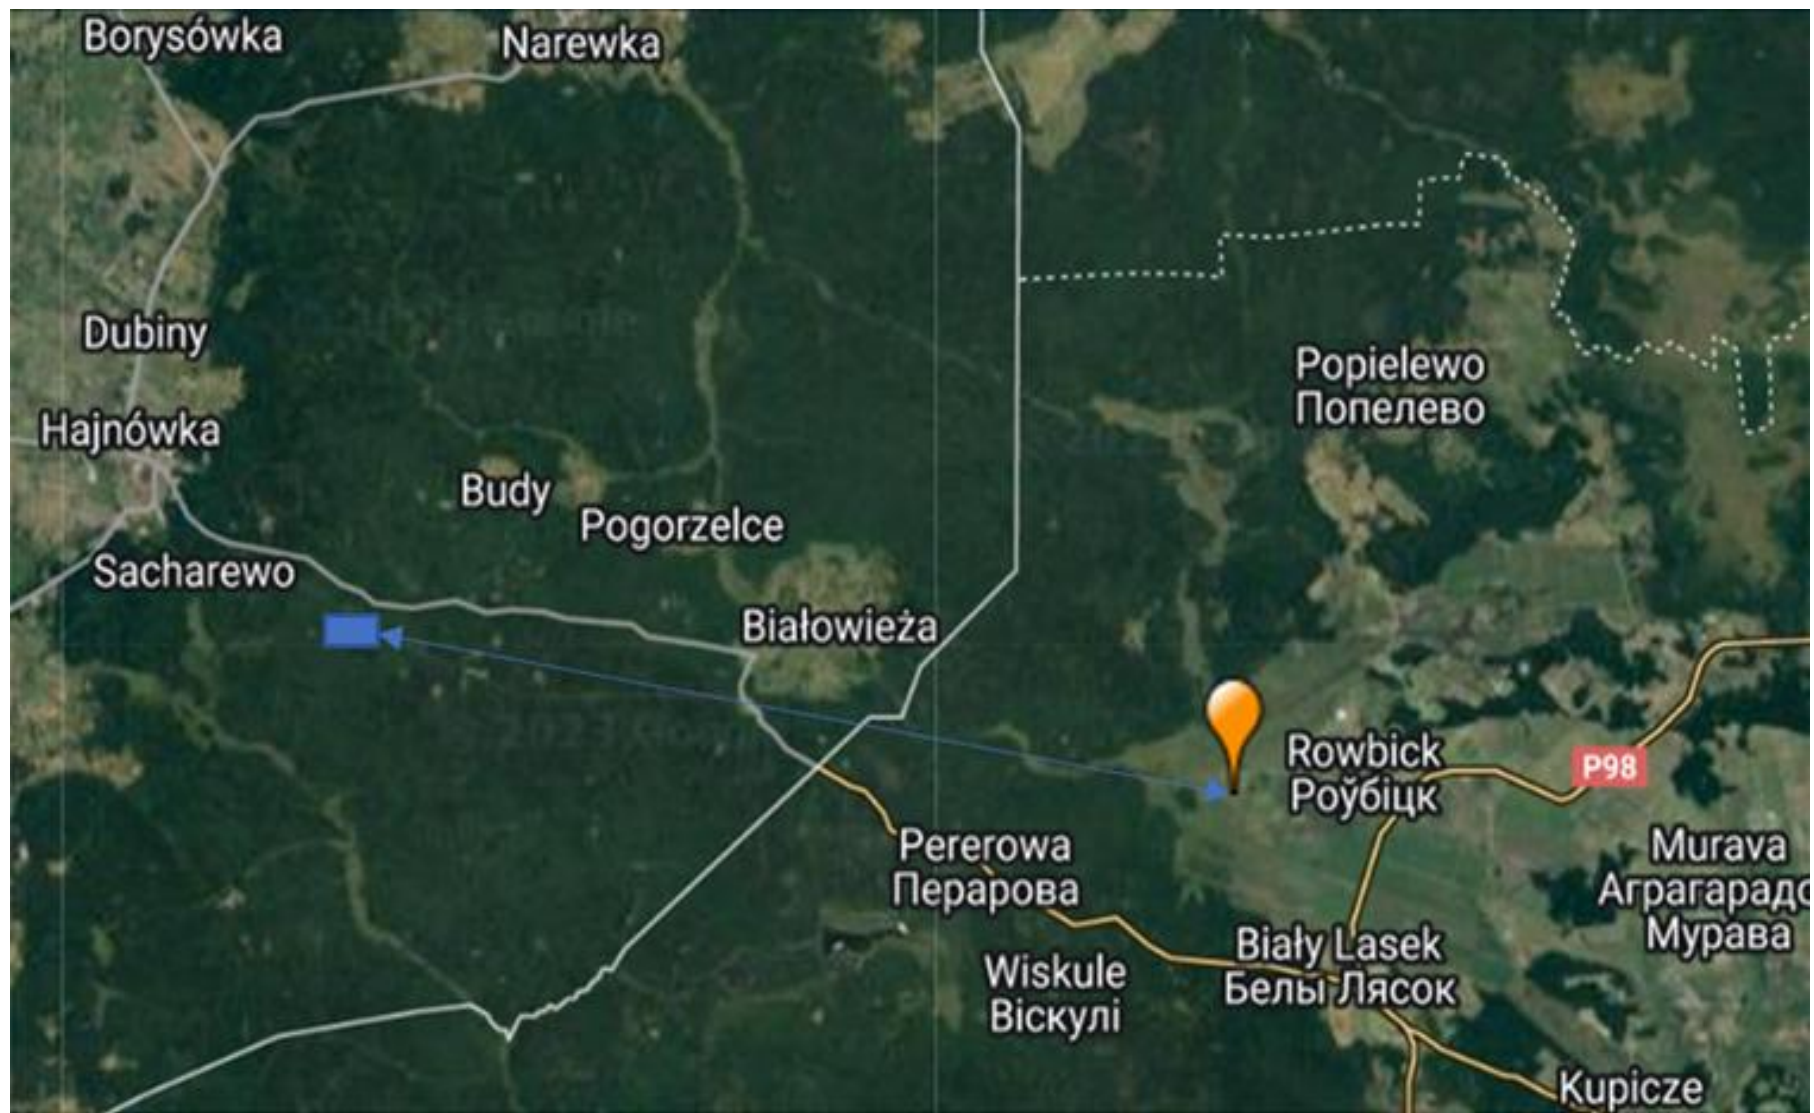 Borysówka
Narewka
Dubiny
Popielewo
Попелево
Hajnówka
Budy
Pogorzelce
Sacharewo
Białowieża
Rowbick
Роўбіцк
P98
Pererowa
Перарова
Murava
Аграгарадо
Мурава
Biały Lasek
Белы Лясок
Wiskule
Віскулі
Kupicze